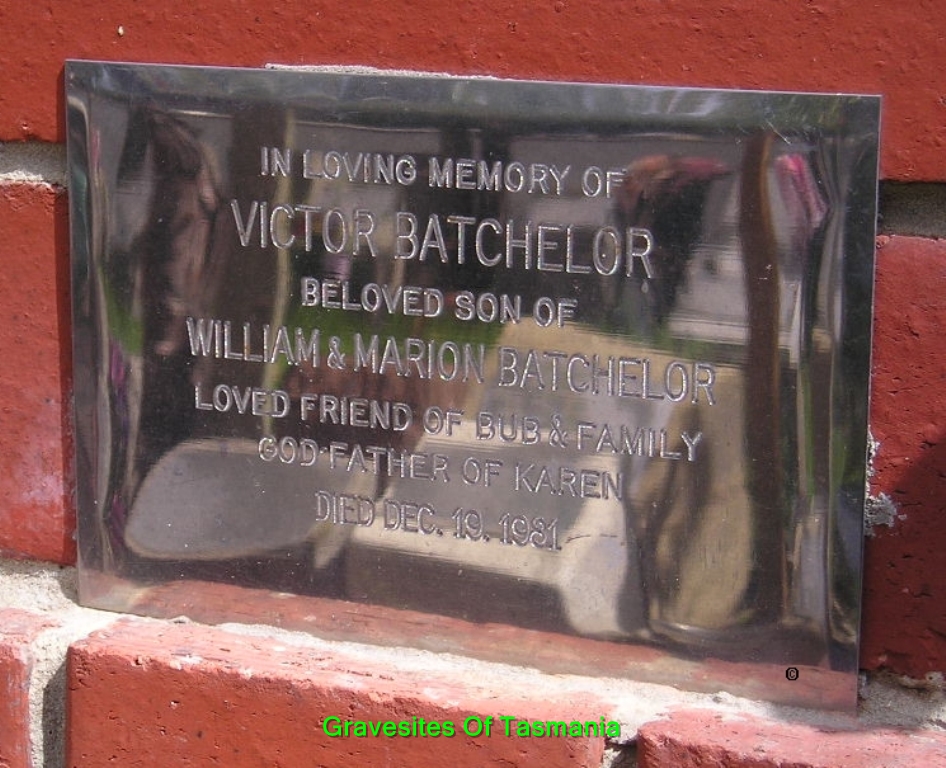 IN LOVING MEMORY OF
VICTOR BATCHELOR
BELOVED SON OF
WILLIAM & MARION BATCHELOR
LOVED FRIEND OF BUB & FAMILY
GOD-FATHER OF KAREN
DIED DEC. 19. 1981
©
Gravesites Of Tasmania